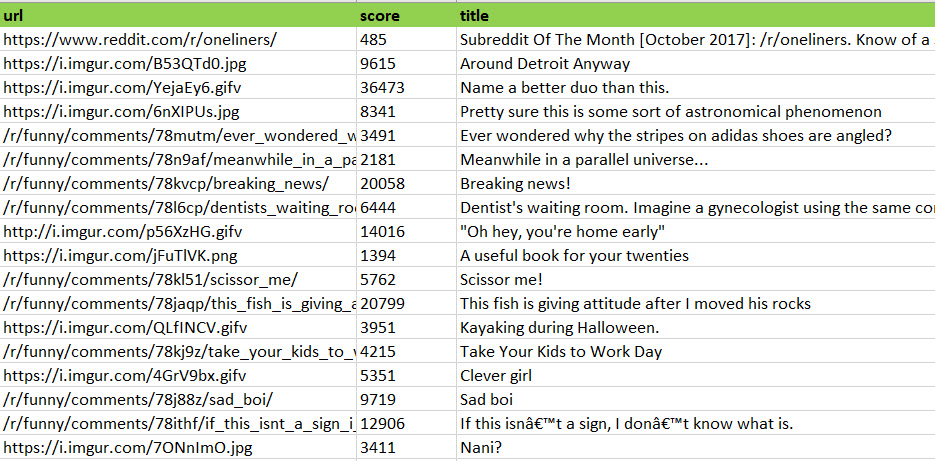 url score title
https://www.reddit.com/r/oneliners/ 485 Subreddit Of The Month [October 2017]: /r/oneliners. Know of a
https://i.imgur.com/B53QTd0.jpg 9615 Around Detroit Anyway
https://i.imgur.com/YejaEy6.gifv 36473 Name a better duo than this.
https://i.imgur.com/6nXIPUs.jpg 8341 Pretty sure this is some sort of astronomical phenomenon
/r/funny/comments/78mutm/ever_wondered_w 3491 Ever wondered why the stripes on adidas shoes are angled?
/r/funny/comments/78n9af/meanwhile_in_a_pa 2181 Meanwhile in a parallel universe...
/r/funny/comments/78kvcp/breaking_news/ 20058 Breaking news!
/r/funny/comments/78l6cp/dentists_waiting_roo 6444 Dentist's waiting room. Imagine a gynecologist using the same co
http://i.imgur.com/p56XzHG.gifv 14016 "Oh hey, you're home early"
https://i.imgur.com/jFuTlVK.png 1394 A useful book for your twenties
/r/funny/comments/78kl51/scissor_me/ 5762 Scissor me!
/r/funny/comments/78jaqp/this_fish_is_giving_a 20799 This fish is giving attitude after I moved his rocks
https://i.imgur.com/QLfINCV.gifv 3951 Kayaking during Halloween.
/r/funny/comments/78kj9z/take_your_kids_to_v 4215 Take Your Kids to Work Day
https://i.imgur.com/4GrV9bx.gifv 5351 Clever girl
/r/funny/comments/78j88z/sad_boi/ 9719 Sad boi
/r/funny/comments/78ithf/if_this_isnt_a_sign_i_ 12906 If this isnâ€™t a sign, I donâ€™t know what is.
https://i.imgur.com/7ONnImO.jpg 3411 Nani?